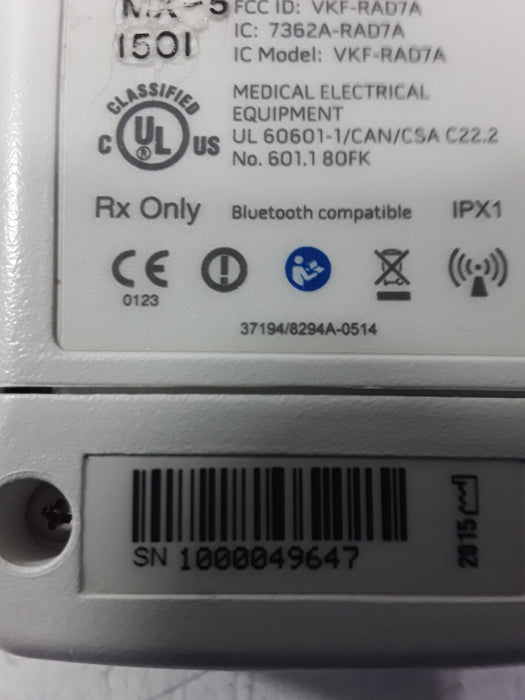 MX-5
FCC ID: VKF-RAD7A
1501
IC: 7362A-RAD7A
IC Model: VKF-RAD7A
CLASSIFIED
C UL US
®
MEDICAL ELECTRICAL
EQUIPMENT
UL 60601-1/CAN/CSA C22.2
No. 601.1 80FK
Rx Only
Bluetooth compatible
IPX1
CE
0123
37194/8294A-0514
SN 1000049647
2015